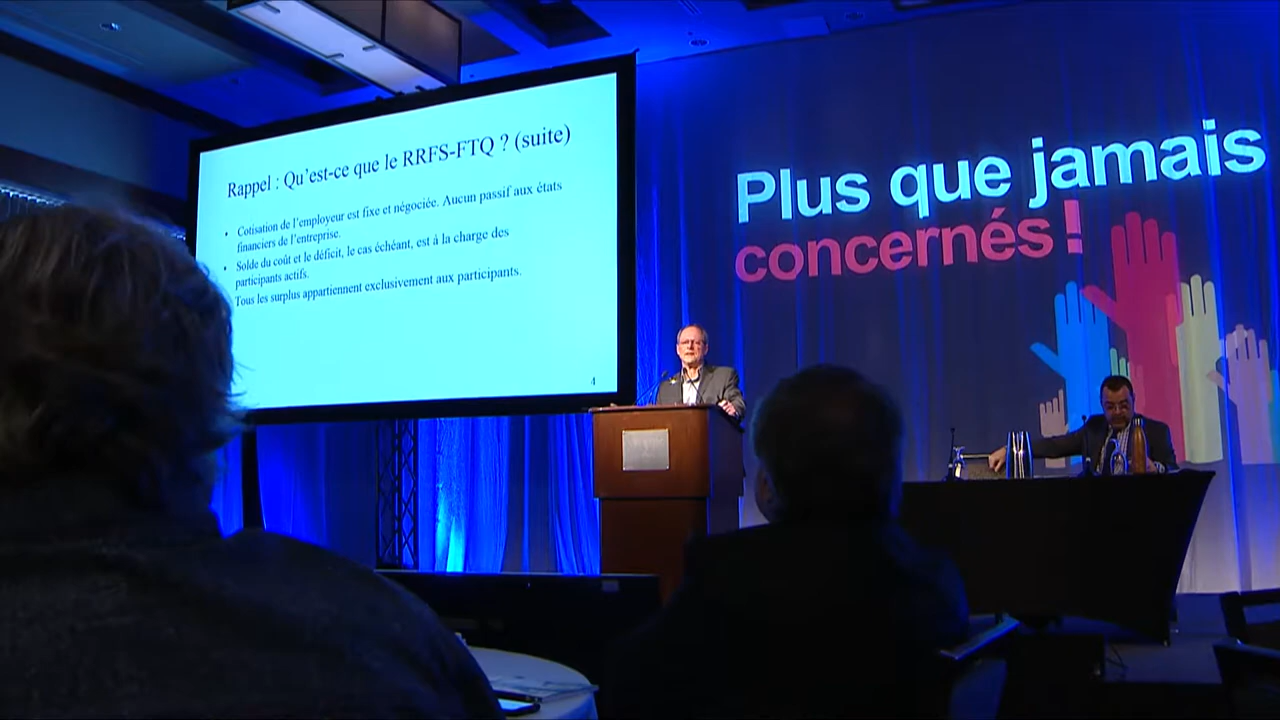 Rappel : Qu'est-ce que le RRFS-FTQ ? (suite)
• Cotisation de l'employeur est fixe et négociée. Aucun passif aux états
financiers de l'entreprise.
• Solde du coût et le déficit, le cas échéant, est à la charge des
participants actifs.
Tous les surplus appartiennent exclusivement aux participants.
4
Plus que jamais
concernés !